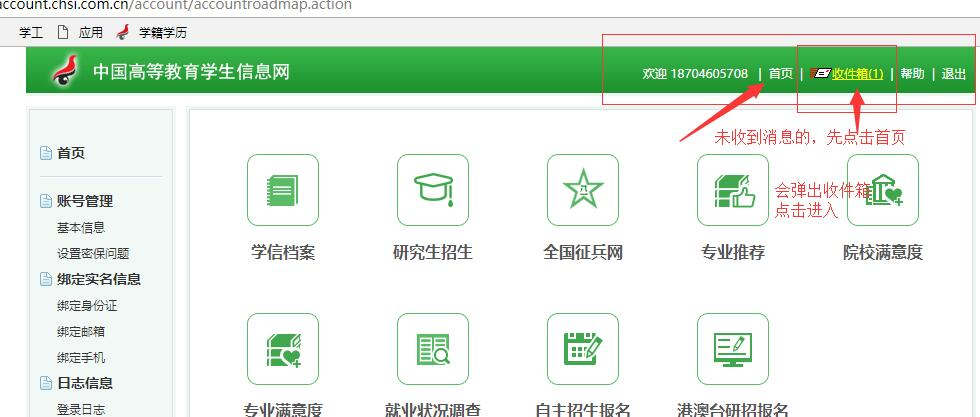 account.chsi.com.cn/account/accountroadmap.action
学工 应用 学籍学历
中国高等教育学生信息网
欢迎 18704605708 | 首页 | 收件箱(1) | 帮助 | 退出
未收到消息的，先点击首页
会弹出收件箱
点击进入
首页
账号管理
基本信息
设置密保问题
绑定实名信息
绑定身份证
绑定邮箱
绑定手机
日志信息
登录日志
学信档案
研究生招生
全国征兵网
专业推荐
院校满意度
专业满意度
就业状况调查
自主招生报名
港澳台研招报名